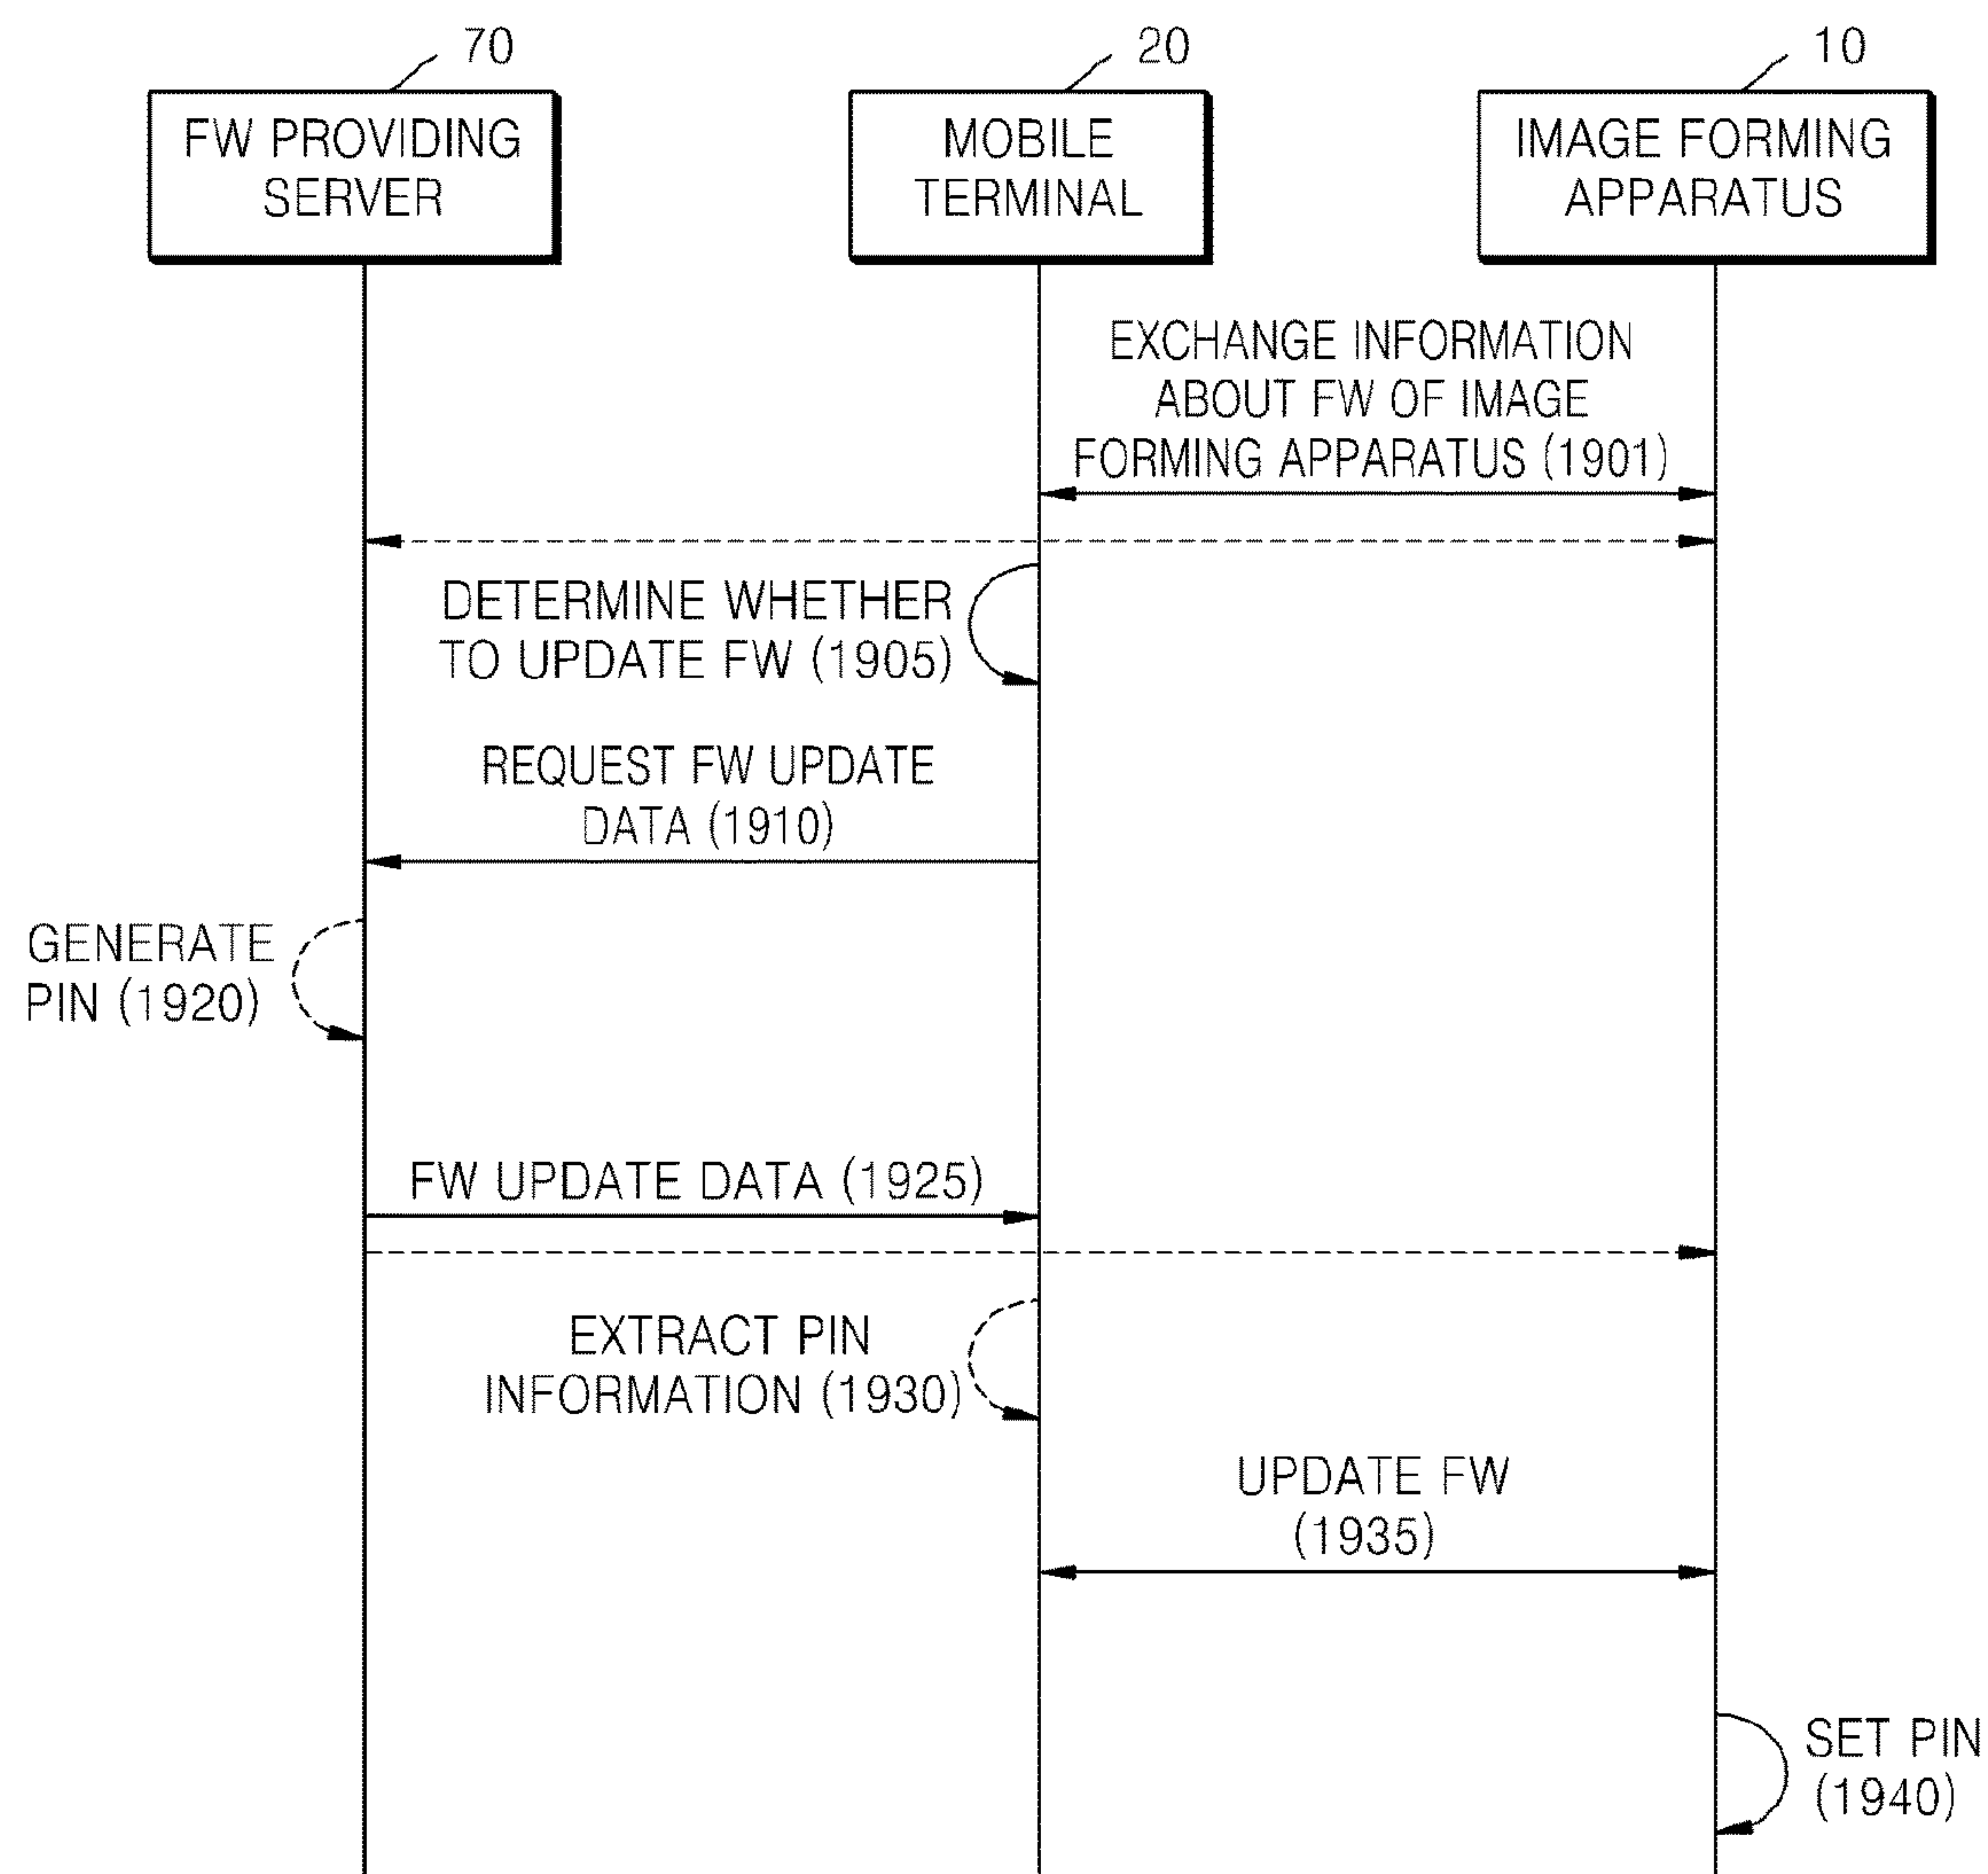 70
20
10
FW PROVIDING
SERVER
MOBILE
TERMINAL
IMAGE FORMING
APPARATUS
EXCHANGE INFORMATION
ABOUT FW OF IMAGE
FORMING APPARATUS (1901)
DETERMINE WHETHER
TO UPDATE FW (1905)
REQUEST FW UPDATE
DATA (1910)
GENERATE
PIN (1920)
FW UPDATE DATA (1925)
EXTRACT PIN
INFORMATION (1930)
UPDATE FW
(1935)
SET PIN
(1940)